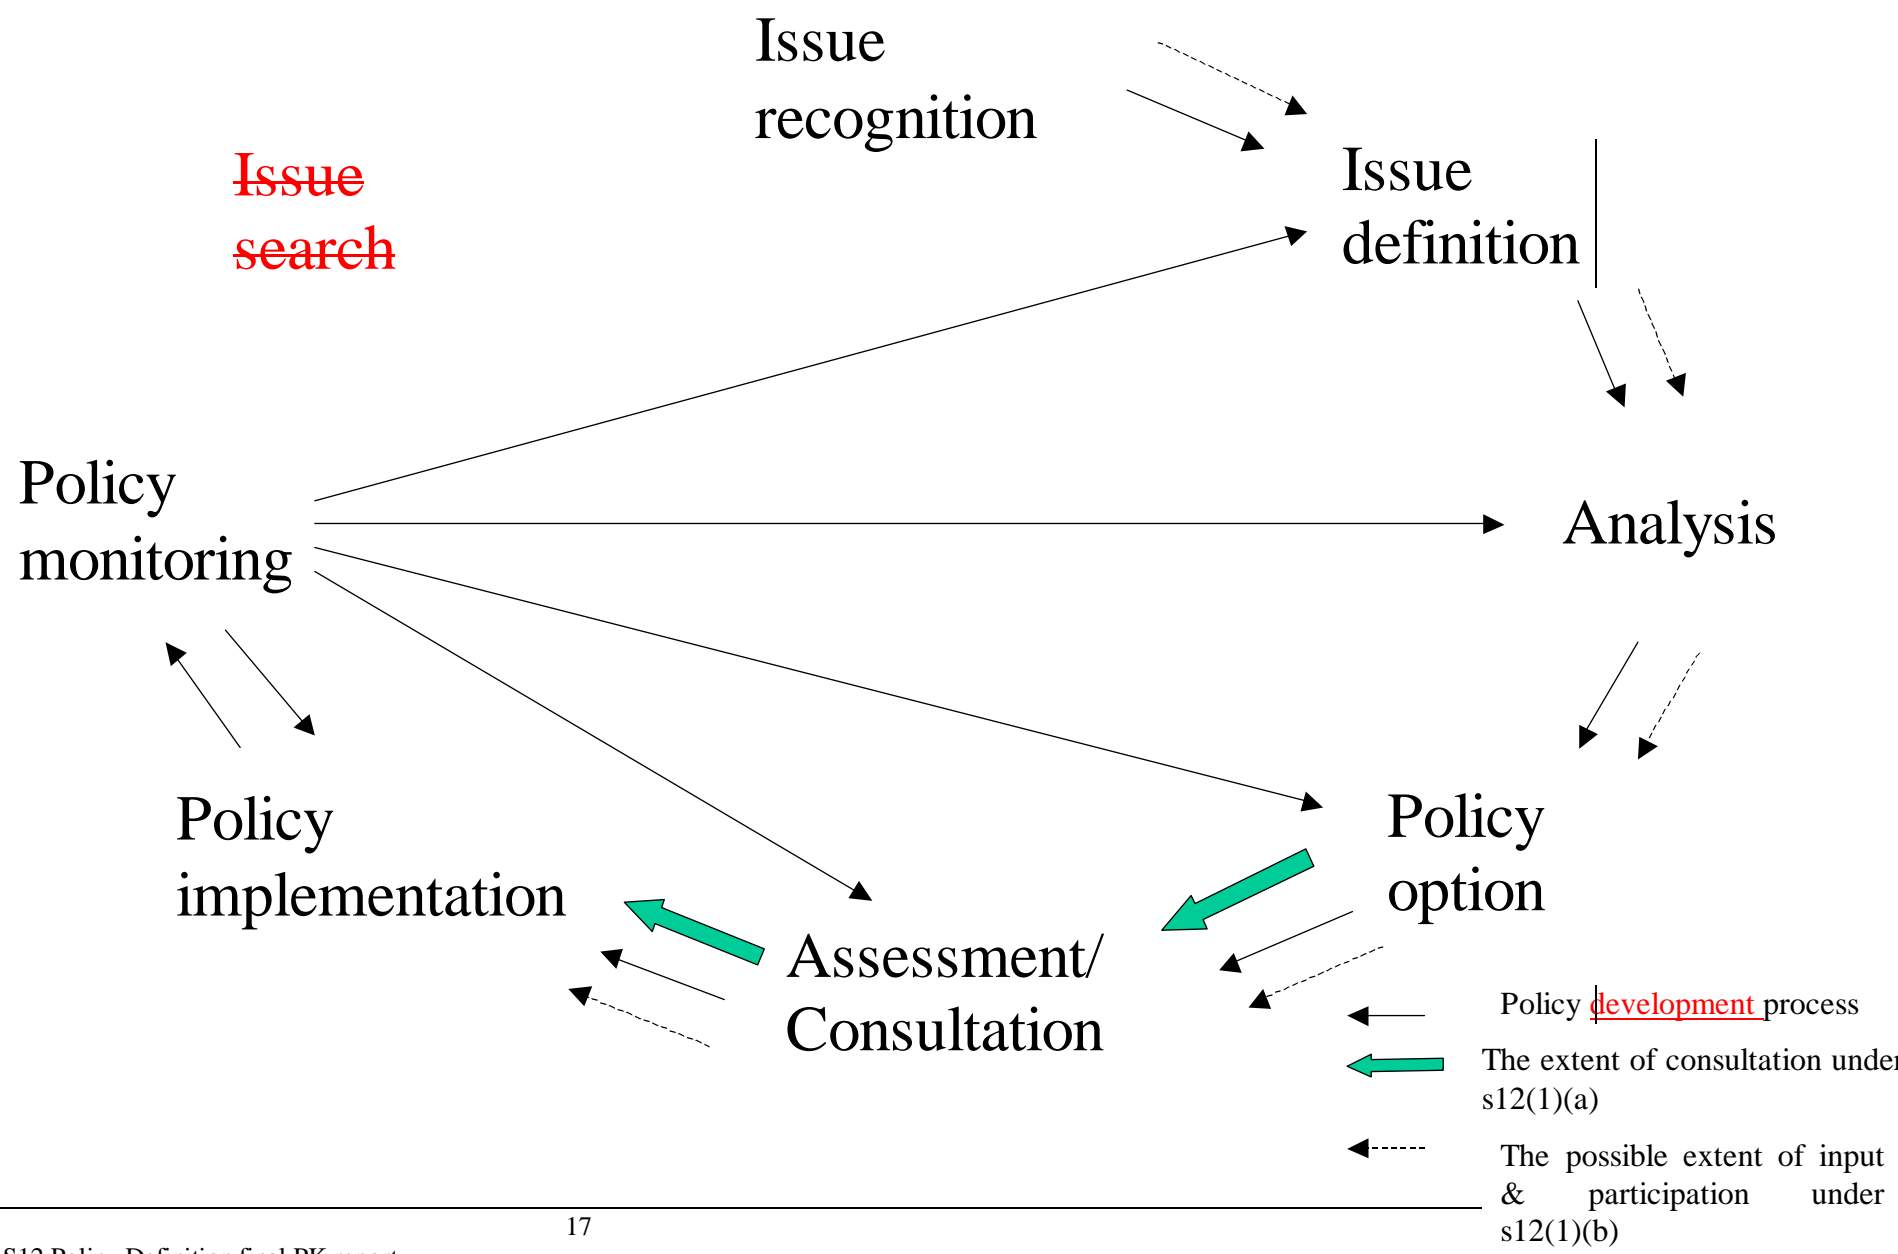 Issue
recognition
Issue
search
Issue
definition
Policy
monitoring
Analysis
Policy
implementation
Policy
option
Assessment/
Consultation
Policy development process
The extent of consultation under
s12(1)(a)
The possible extent of input
& participation under
s12(1)(b)
17